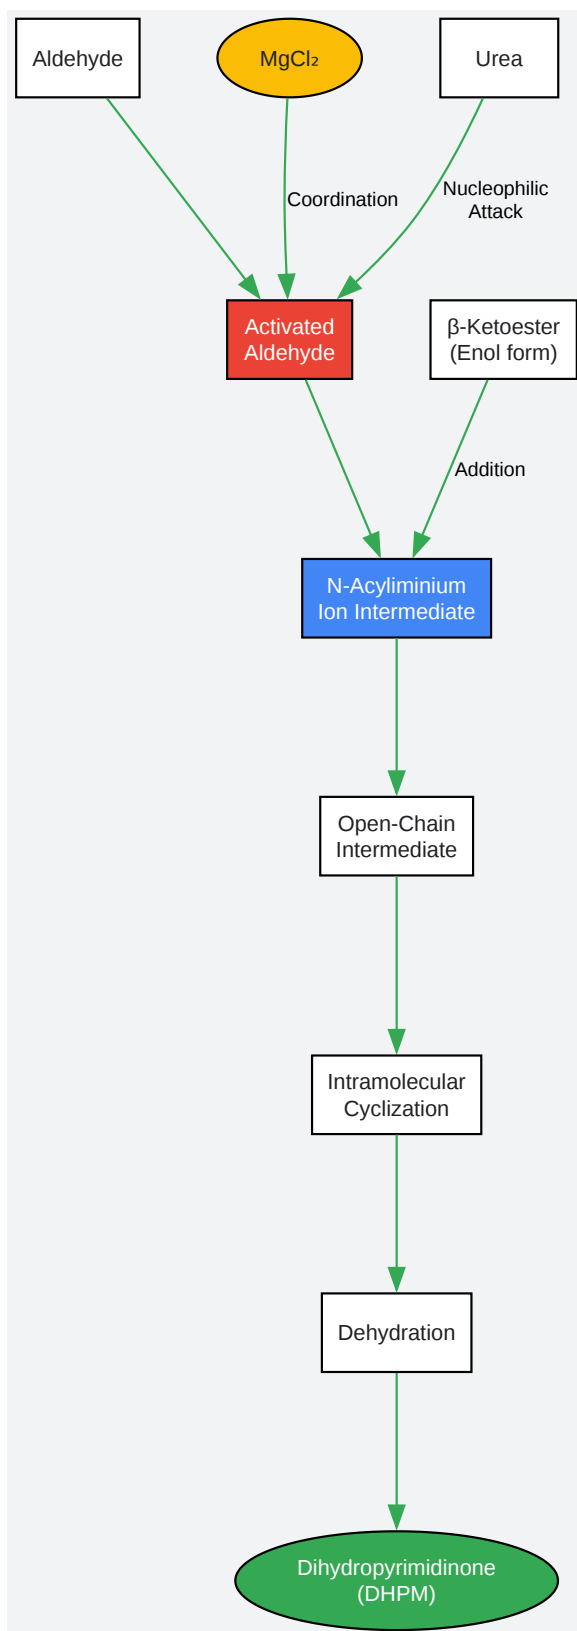 Aldehyde
MgCl₂
Urea
Coordination
Nucleophilic
Attack
Activated
Aldehyde
β-Ketoester
(Enol form)
Addition
N-Acyliminium
Ion Intermediate
Open-Chain
Intermediate
Intramolecular
Cyclization
Dehydration
Dihydropyrimidinone
(DHPM)